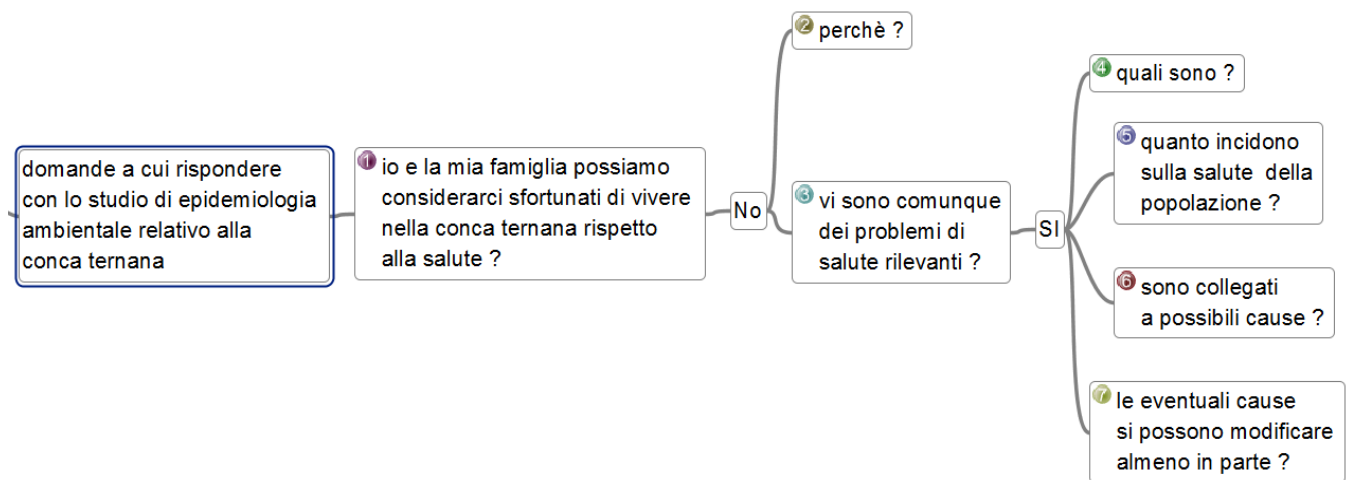 domande a cui rispondere
con lo studio di epidemiologia
ambientale relativo alla
conca ternana
1 io e la mia famiglia possiamo
considerarci sfortunati di vivere
nella conca ternana rispetto
alla salute ?
No
2 perchè ?
3 vi sono comunque
dei problemi di
salute rilevanti ?
SI
4 quali sono ?
5 quanto incidono
sulla salute della
popolazione ?
6 sono collegati
a possibili cause ?
7 le eventuali cause
si possono modificare
almeno in parte ?